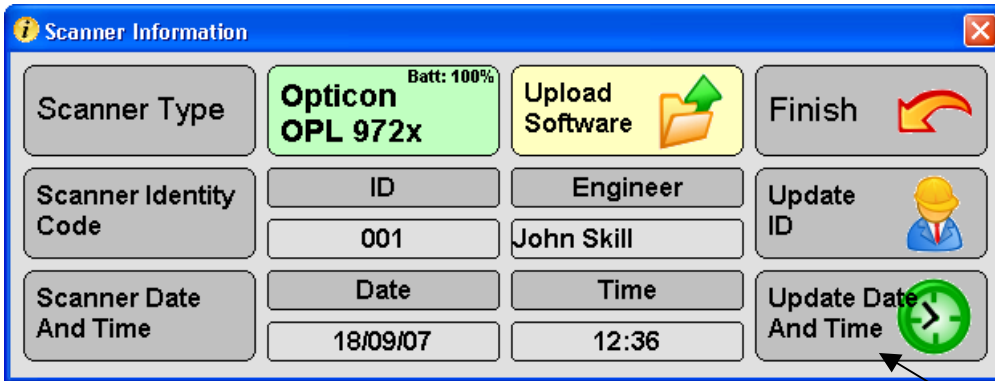 Scanner Information
Scanner Type
Batt: 100%
Opticon
OPL 972x
Upload
Software
Finish
Scanner Identity
Code
ID
001
Engineer
John Skill
Update
ID
Scanner Date
And Time
Date
18/09/07
Time
12:36
Update Date
And Time